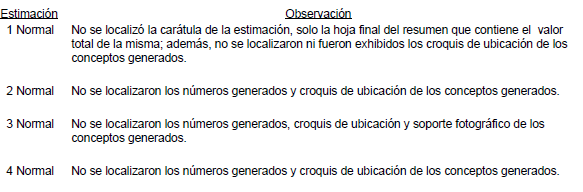 Estimación Observación
1 Normal No se localizó la carátula de la estimación, solo la hoja final del resumen que contiene el valor
total de la misma; además, no se localizaron ni fueron exhibidos los croquis de ubicación de los
conceptos generados.
2 Normal No se localizaron los números generados y croquis de ubicación de los conceptos generados.
3 Normal No se localizaron los números generados, croquis de ubicación y soporte fotográfico de los
conceptos generados.
4 Normal No se localizaron los números generados y croquis de ubicación de los conceptos generados.